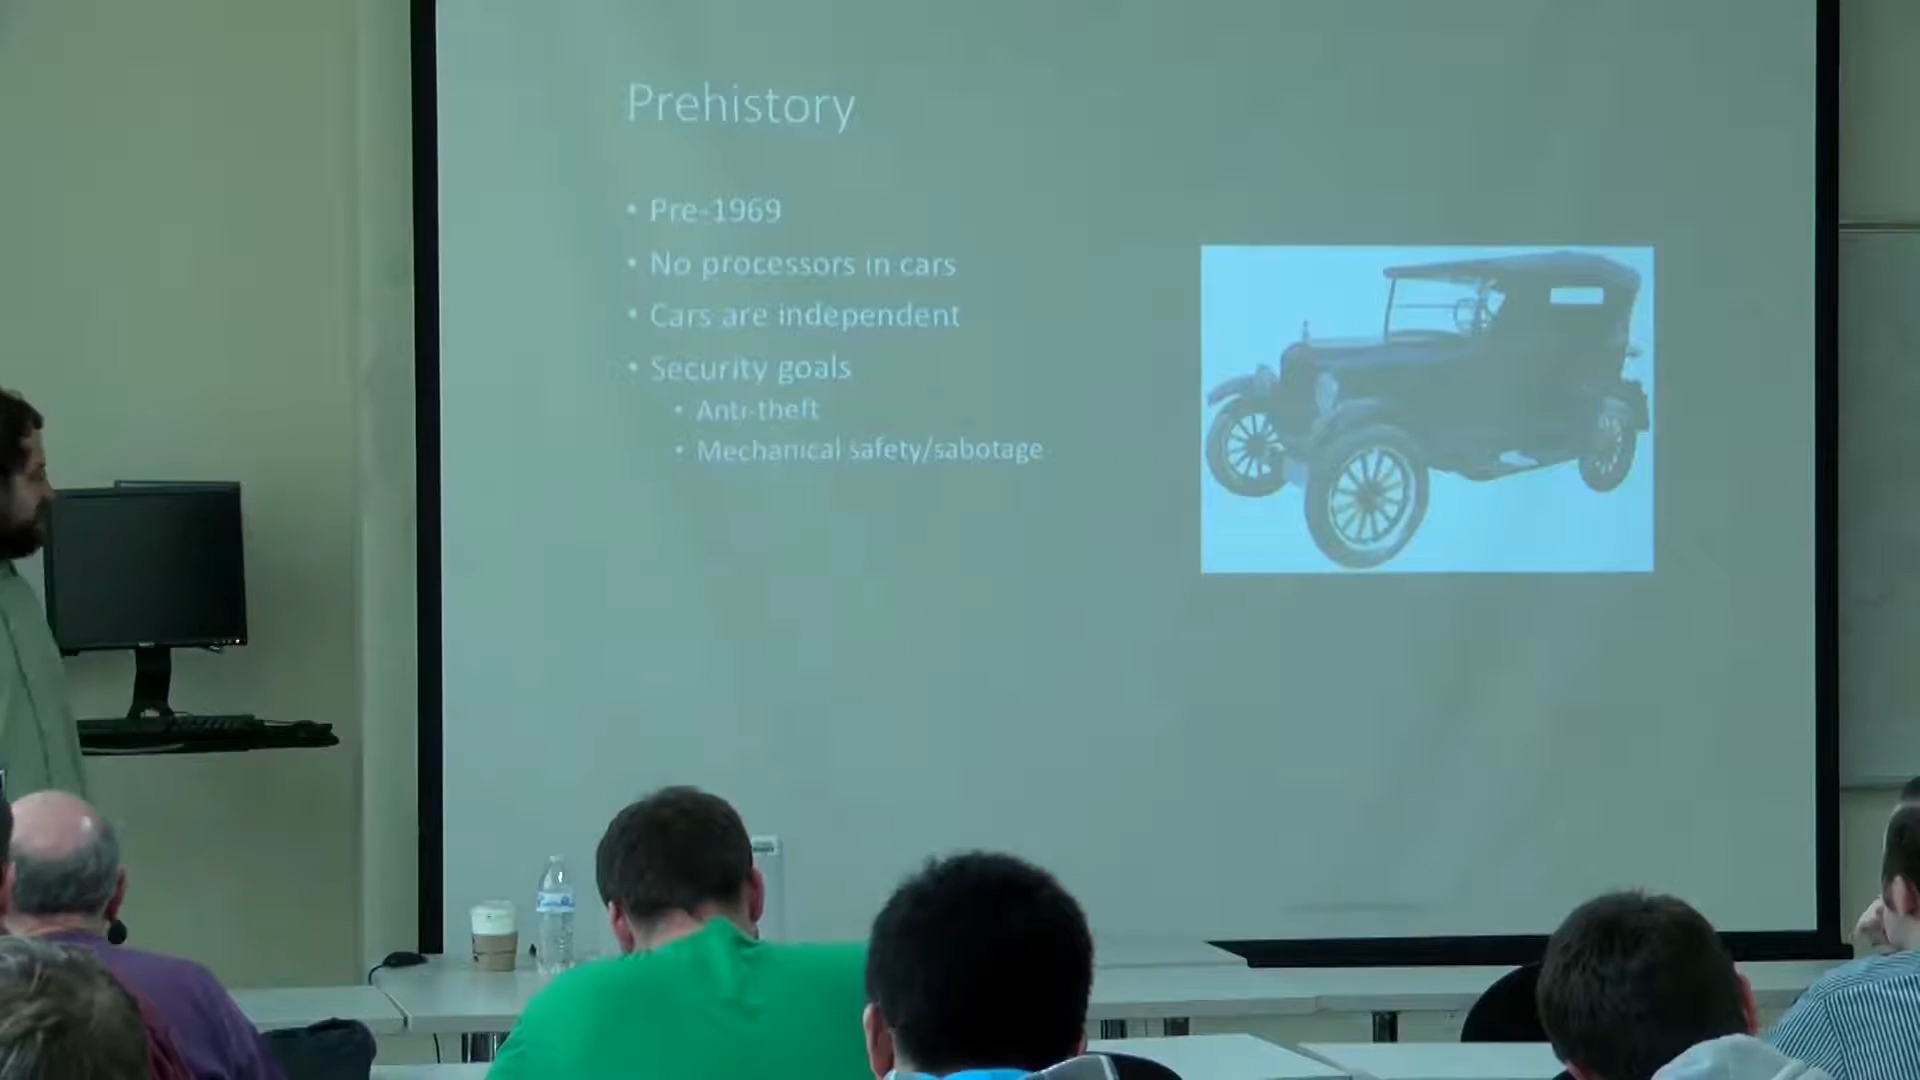 Prehistory
• Pre-1969
• No processors in cars
• Cars are independent
• Security goals
• Anti-theft
• Mechanical safety/sabotage